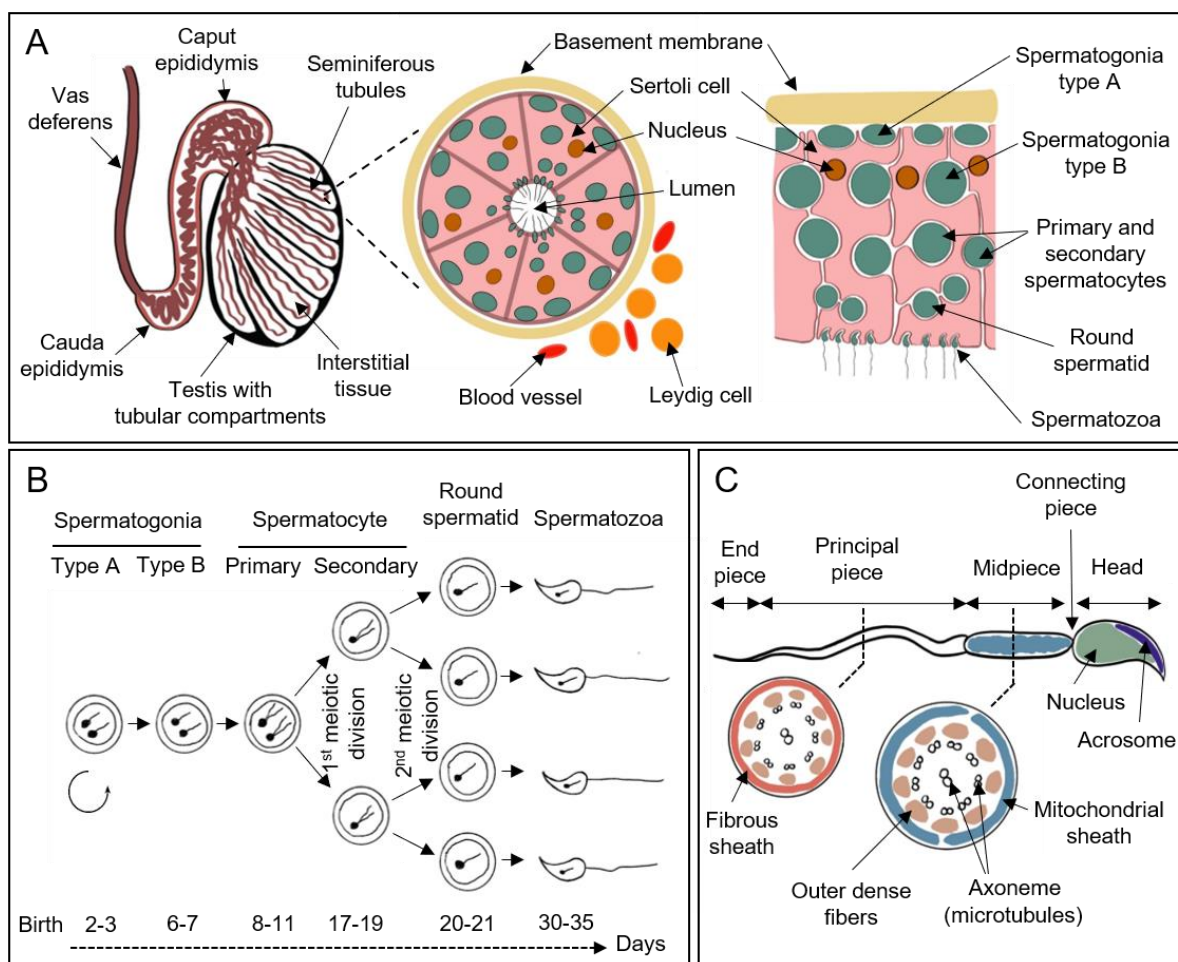 A
Caput
epididymis
Seminiferous
tubules
Vas
deferens
Cauda
epididymis
Testis with
tubular compartments
Interstitial
tissue
Basement membrane
Sertoli cell
Nucleus
Lumen
Blood vessel
Leydig cell
Spermatogonia
type A
Spermatogonia
type B
Primary and
secondary
spermatocytes
Round
spermatid
Spermatozoa
B
Spermatogonia
Type A
Type B
Spermatocyte
Primary
Secondary
Round
spermatid
Spermatozoa
1st meiotic
division
2nd meiotic
division
Birth 2-3 6-7 8-11 17-19 20-21 30-35
Days
C
Connecting
piece
End
piece
Principal
piece
Midpiece
Head
Nucleus
Acrosome
Fibrous
sheath
Mitochondrial
sheath
Outer dense
fibers
Axoneme
(microtubules)